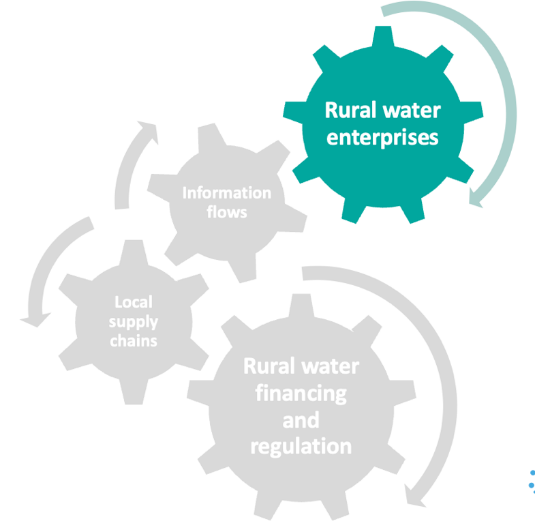 Rural water
enterprises
Information
flows
Local
supply
chains
Rural water
financing
and
regulation